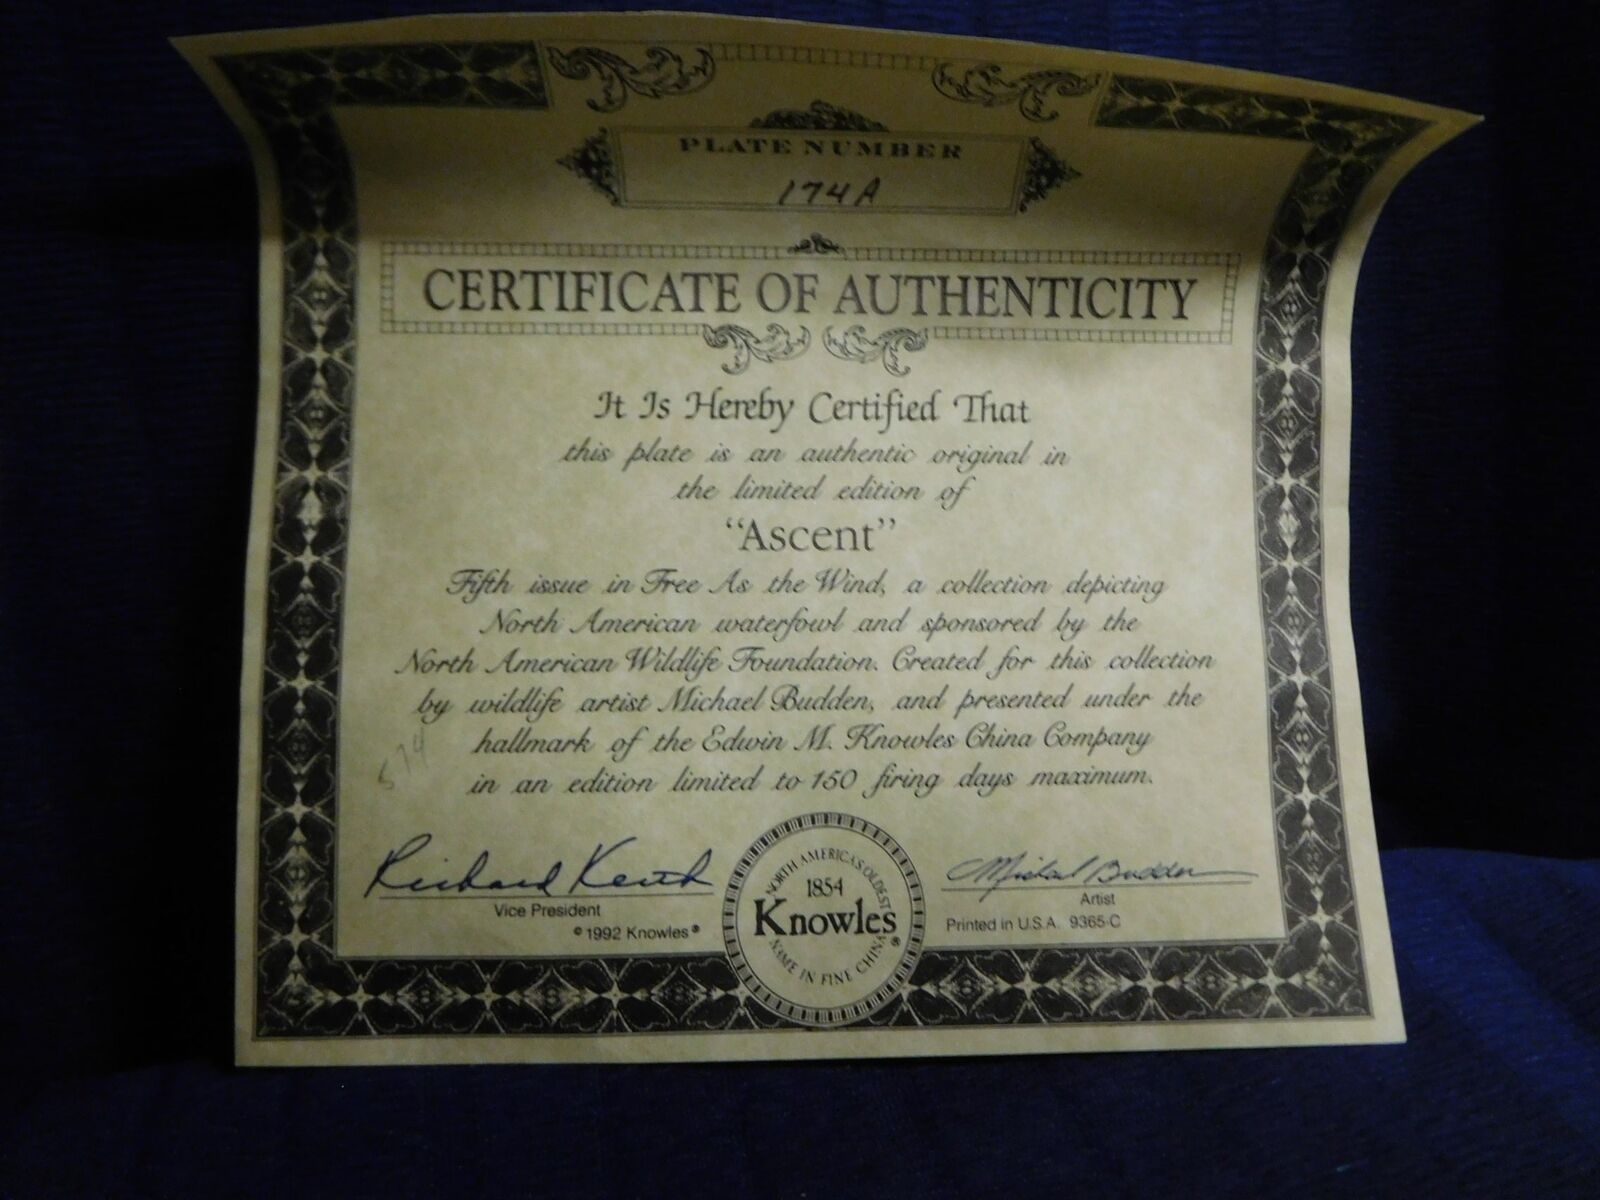 PLATE NUMBER
174A
CERTIFICATE OF AUTHENTICITY
It Is Hereby Certified That
this plate is an authentic original in
the limited edition of
“Ascent”
Fifth issue in Free As the Wind, a collection depicting
North American waterfowl and sponsored by the
North American Wildlife Foundation. Created for this collection
by wildlife artist Michael Budden, and presented under the
hallmark of the Edwin M. Knowles China Company
in an edition limited to 150 firing days maximum.
574
Richard
Vice President
© 1992 Knowles®
NORTH AMERICA'S OLDEST
1854
Knowles®
NAME IN FINE CHINA
Michael Budden
Artist
Printed in U.S.A. 9365-C